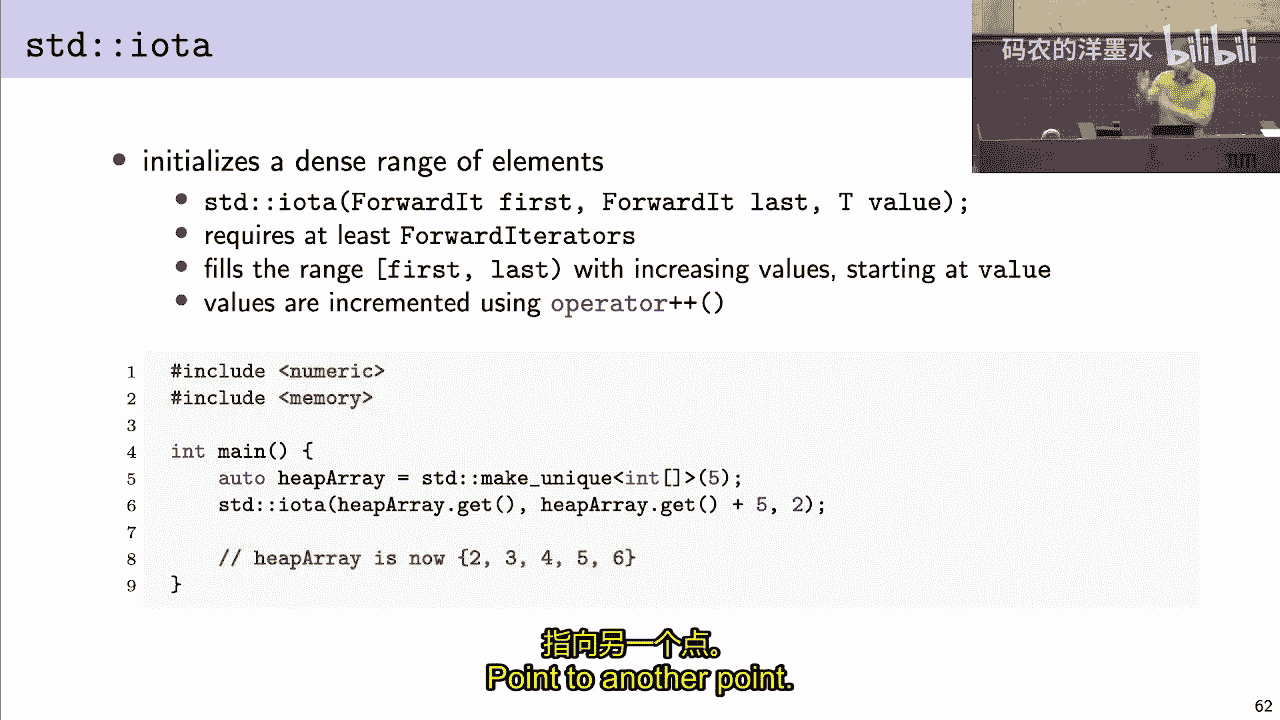 std::iota
码农的洋墨水 bilibili
• initializes a dense range of elements
• std::iota(ForwardIt first, ForwardIt last, T value);
• requires at least ForwardIterators
• fills the range [first, last) with increasing values, starting at value
• values are incremented using operator++()
1 #include <numeric>
2 #include <memory>
3
4 int main() {
5 auto heapArray = std::make_unique<int[]>(5);
6 std::iota(heapArray.get(), heapArray.get() + 5, 2);
7
8 // heapArray is now {2, 3, 4, 5, 6}
9 }
指向另一个点。
Point to another point.
62